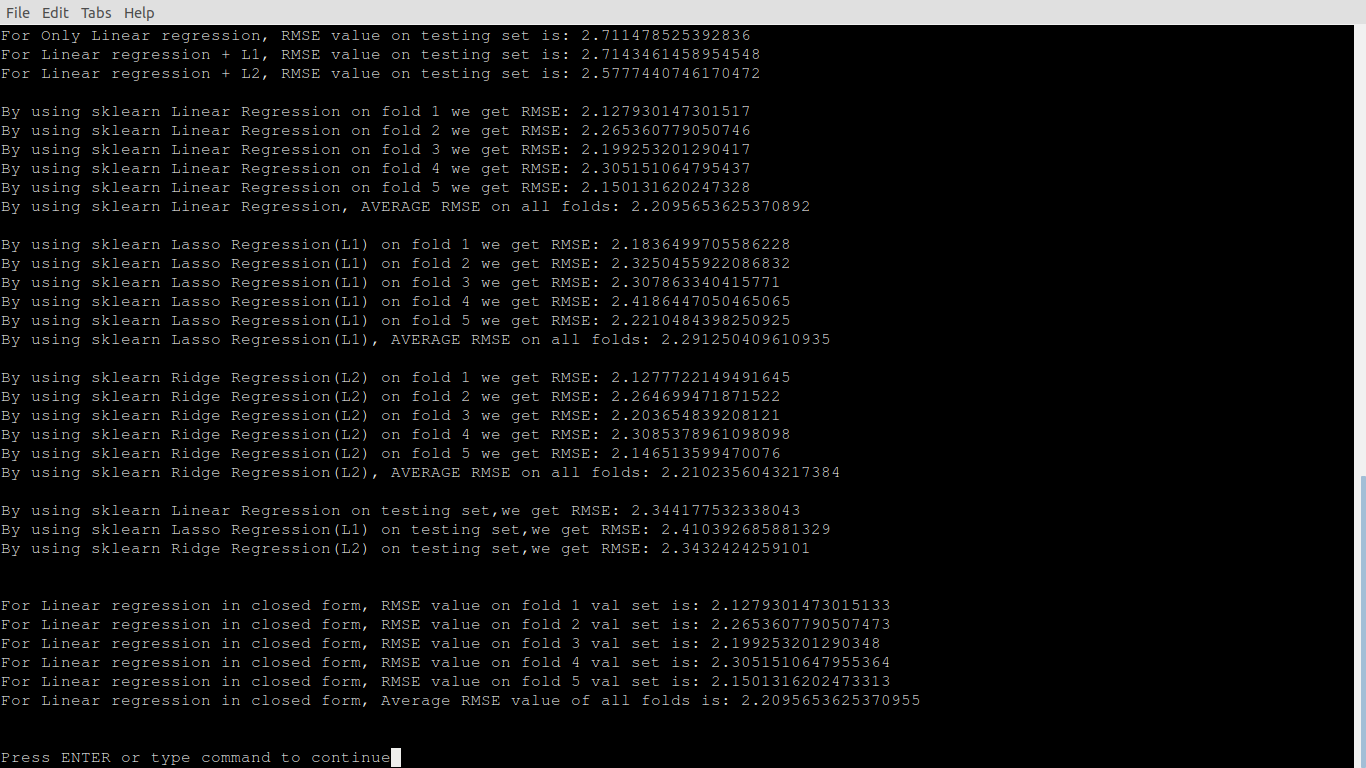 File Edit Tabs Help
For Only Linear regression, RMSE value on testing set is: 2.711478525392836
For Linear regression + L1, RMSE value on testing set is: 2.7143461458954548
For Linear regression + L2, RMSE value on testing set is: 2.5777440746170472
By using sklearn Linear Regression on fold 1 we get RMSE: 2.127930147301517
By using sklearn Linear Regression on fold 2 we get RMSE: 2.265360779050746
By using sklearn Linear Regression on fold 3 we get RMSE: 2.199253201290417
By using sklearn Linear Regression on fold 4 we get RMSE: 2.305151064795437
By using sklearn Linear Regression on fold 5 we get RMSE: 2.150131620247328
By using sklearn Linear Regression, AVERAGE RMSE on all folds: 2.2095653625370892
By using sklearn Lasso Regression(L1) on fold 1 we get RMSE: 2.1836499705586228
By using sklearn Lasso Regression(L1) on fold 2 we get RMSE: 2.3250455922086832
By using sklearn Lasso Regression(L1) on fold 3 we get RMSE: 2.307863340415771
By using sklearn Lasso Regression(L1) on fold 4 we get RMSE: 2.4186447050465065
By using sklearn Lasso Regression(L1) on fold 5 we get RMSE: 2.2210484398250925
By using sklearn Lasso Regression(L1), AVERAGE RMSE on all folds: 2.291250409610935
By using sklearn Ridge Regression(L2) on fold 1 we get RMSE: 2.1277722149491645
By using sklearn Ridge Regression(L2) on fold 2 we get RMSE: 2.264699471871522
By using sklearn Ridge Regression(L2) on fold 3 we get RMSE: 2.203654839208121
By using sklearn Ridge Regression(L2) on fold 4 we get RMSE: 2.3085378961098098
By using sklearn Ridge Regression(L2) on fold 5 we get RMSE: 2.146513599470076
By using sklearn Ridge Regression(L2), AVERAGE RMSE on all folds: 2.2102356043217384
By using sklearn Linear Regression on testing set,we get RMSE: 2.344177532338043
By using sklearn Lasso Regression(L1) on testing set,we get RMSE: 2.410392685881329
By using sklearn Ridge Regression(L2) on testing set,we get RMSE: 2.3432424259101
For Linear regression in closed form, RMSE value on fold 1 val set is: 2.1279301473015133
For Linear regression in closed form, RMSE value on fold 2 val set is: 2.2653607790507473
For Linear regression in closed form, RMSE value on fold 3 val set is: 2.199253201290348
For Linear regression in closed form, RMSE value on fold 4 val set is: 2.3051510647955364
For Linear regression in closed form, RMSE value on fold 5 val set is: 2.1501316202473313
For Linear regression in closed form, Average RMSE value of all folds is: 2.2095653625370955
Press ENTER or type command to continue